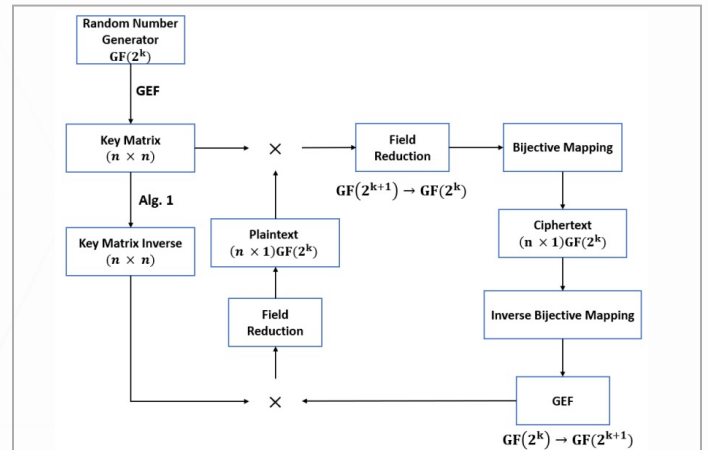 Random Number
Generator
GF(2^k)
GEF
Key Matrix
(n × n)
×
Field
Reduction
Bijective Mapping
GF(2^{k+1}) → GF(2^k)
Alg. 1
Key Matrix Inverse
(n × n)
Plaintext
(n × 1)GF(2^k)
Ciphertext
(n × 1)GF(2^k)
Field
Reduction
Inverse Bijective Mapping
×
GEF
GF(2^k) → GF(2^{k+1})